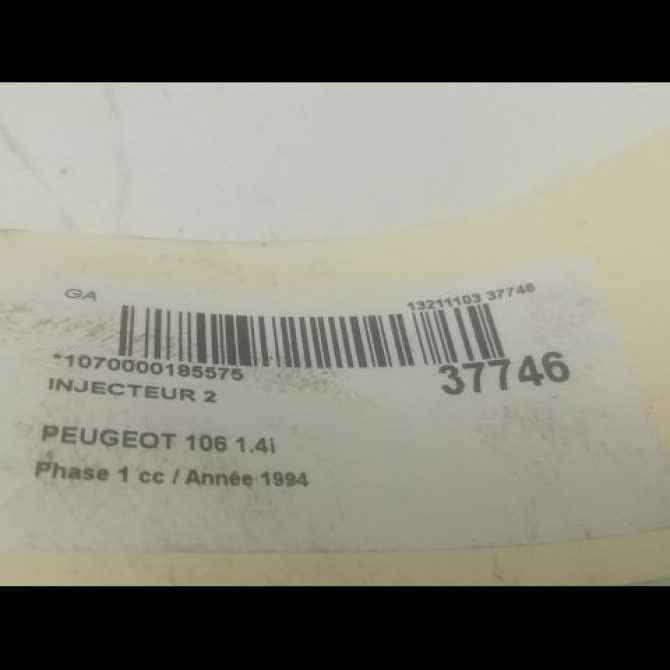 GA
13211103 37746
*1070000185575
37746
INJECTEUR 2
PEUGEOT 106 1.4i
Phase 1 cc / Année 1994